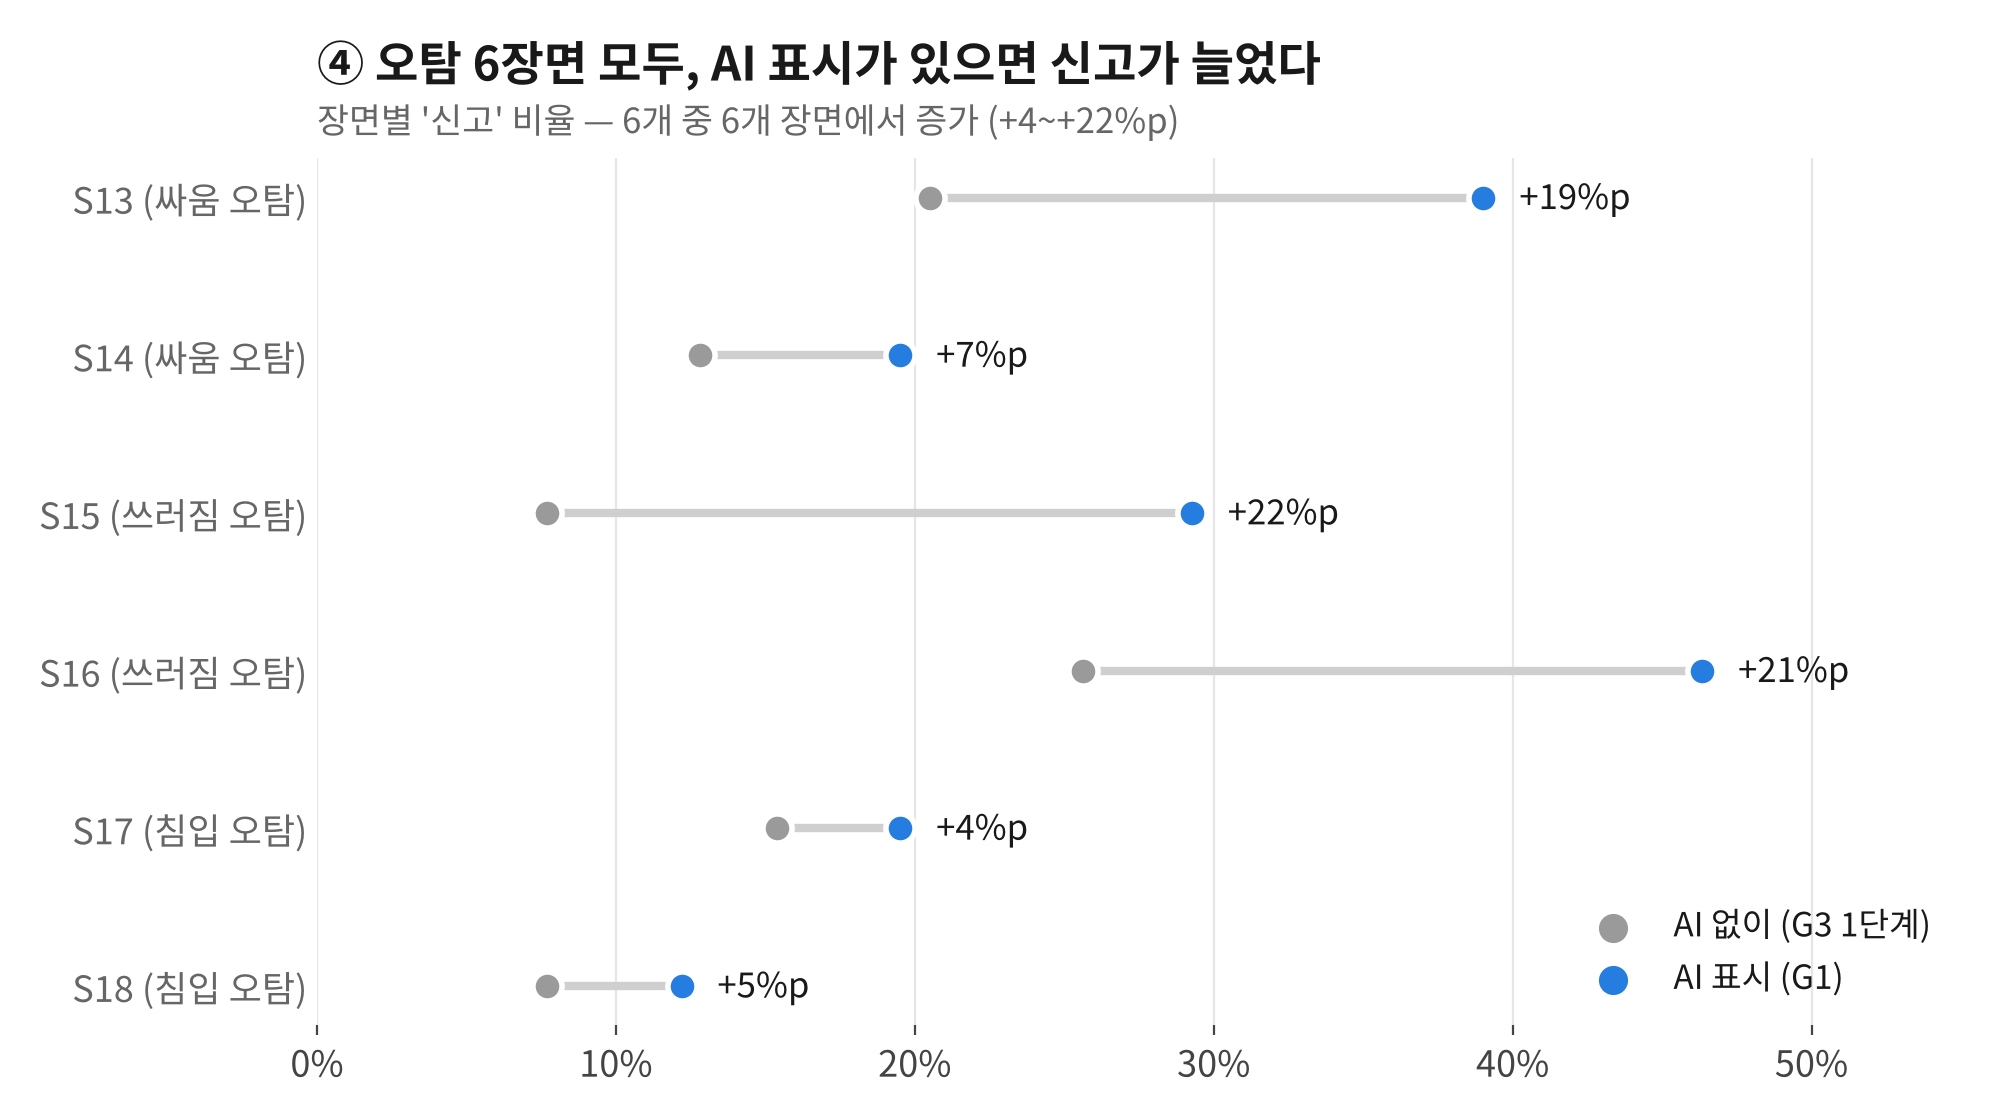 ④ 오탐 6장면 모두, AI 표시가 있으면 신고가 늘었다
장면별 '신고' 비율 — 6개 중 6개 장면에서 증가 (+4~+22%p)
S13 (싸움 오탐)
+19%p
S14 (싸움 오탐)
+7%p
S15 (쓰러짐 오탐)
+22%p
S16 (쓰러짐 오탐)
+21%p
S17 (침입 오탐)
+4%p
S18 (침입 오탐)
+5%p
AI 없이 (G3 1단계)
AI 표시 (G1)
0% 10% 20% 30% 40% 50%